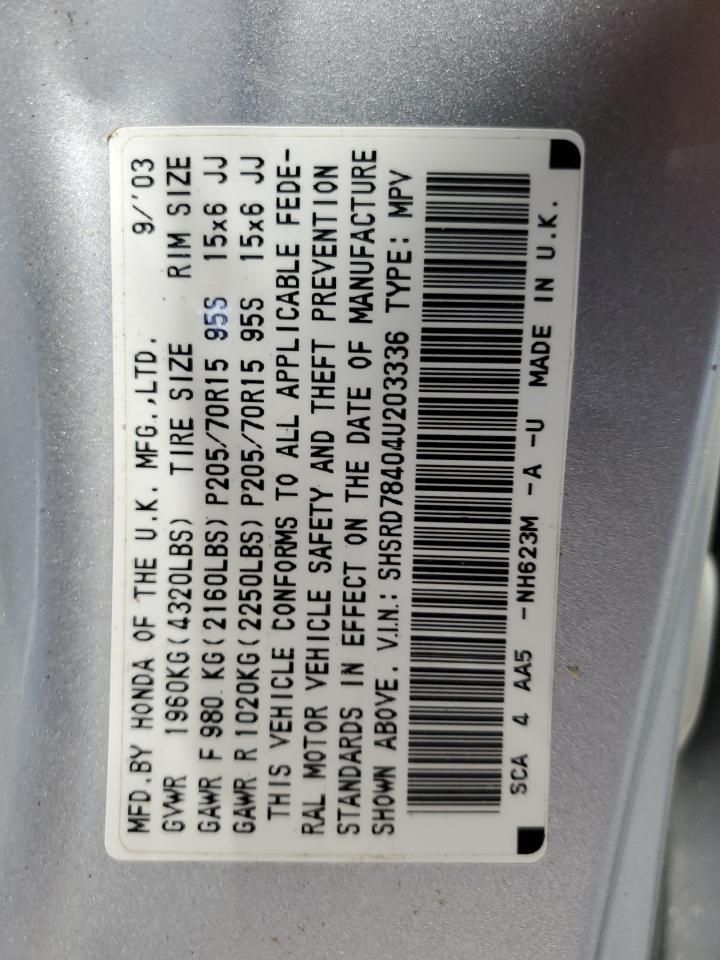 MFD.BY HONDA OF THE U.K. MFG.,LTD. 9/'03
GVWR 1960KG(4320LBS) TIRE SIZE RIM SIZE
GAWR F 980 KG(2160LBS) P205/70R15 95S 15x6 JJ
GAWR R 1020KG(2250LBS) P205/70R15 95S 15x6 JJ
THIS VEHICLE CONFORMS TO ALL APPLICABLE FEDE-
RAL MOTOR VEHICLE SAFETY AND THEFT PREVENTION
STANDARDS IN EFFECT ON THE DATE OF MANUFACTURE
SHOWN ABOVE. V.I.N.: SHSRD78404U203336 TYPE: MPV
SCA 4 AA5 -NH623M -A -U MADE IN U.K.